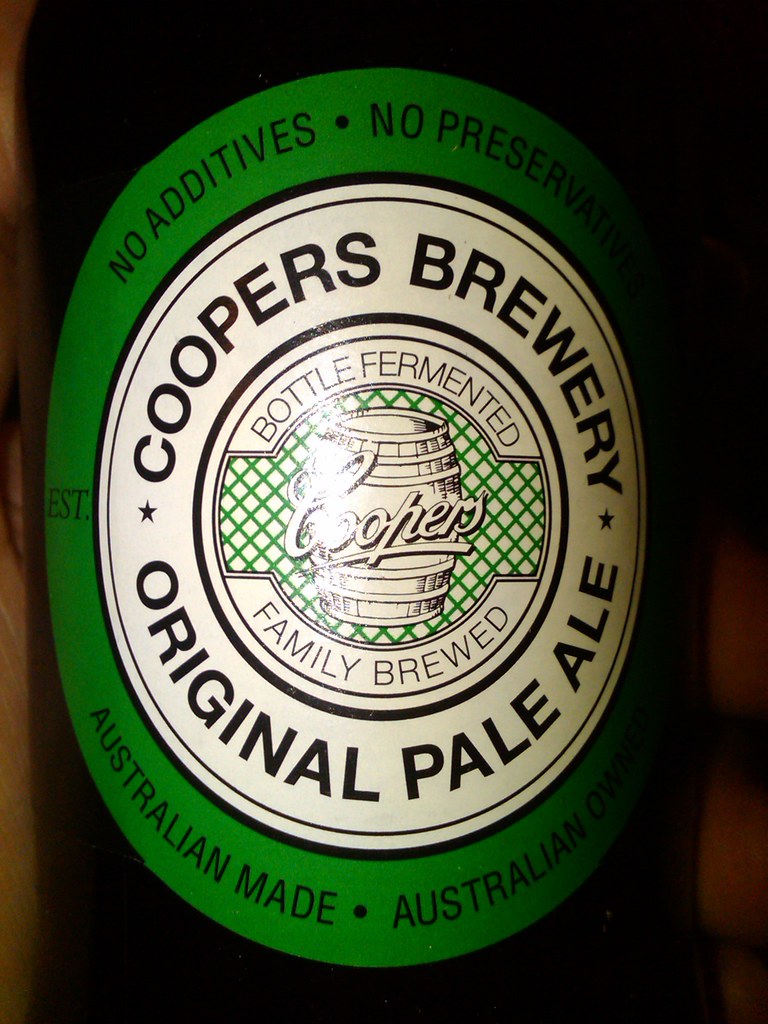 NO ADDITIVES • NO PRESERVATIVES
COOPERS BREWERY
BOTTLE FERMENTED
Coopers
EST.
FAMILY BREWED
ORIGINAL PALE ALE
AUSTRALIAN MADE • AUSTRALIAN OWNED